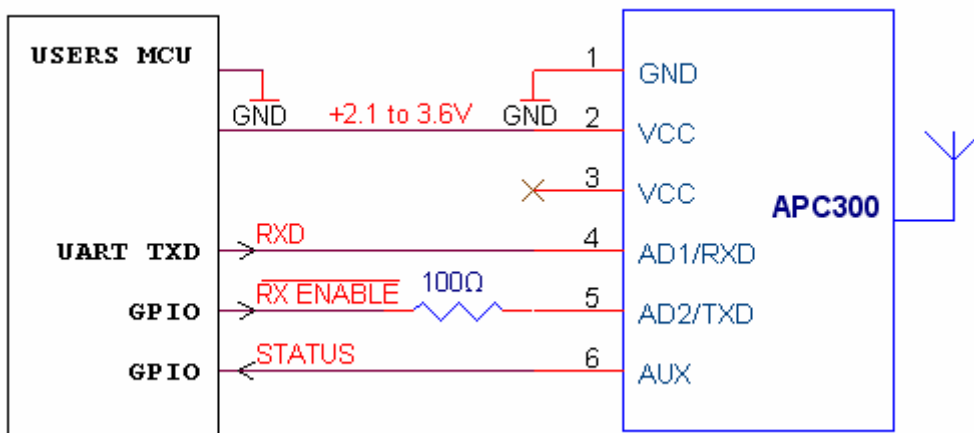 USERS MCU
GND
+2.1 to 3.6V
GND
1
GND
2
VCC
3
VCC
APC300
UART TXD
RXD
4
AD1/RXD
GPIO
RX ENABLE
100Ω
5
AD2/TXD
GPIO
STATUS
6
AUX